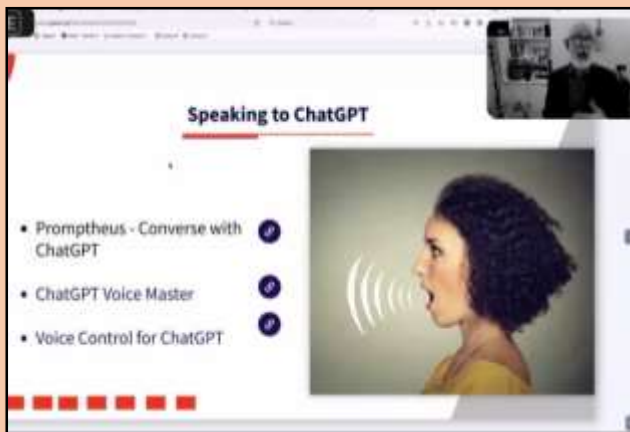 Speaking to ChatGPT
• Promptheus - Converse with
ChatGPT
• ChatGPT Voice Master
• Voice Control for ChatGPT